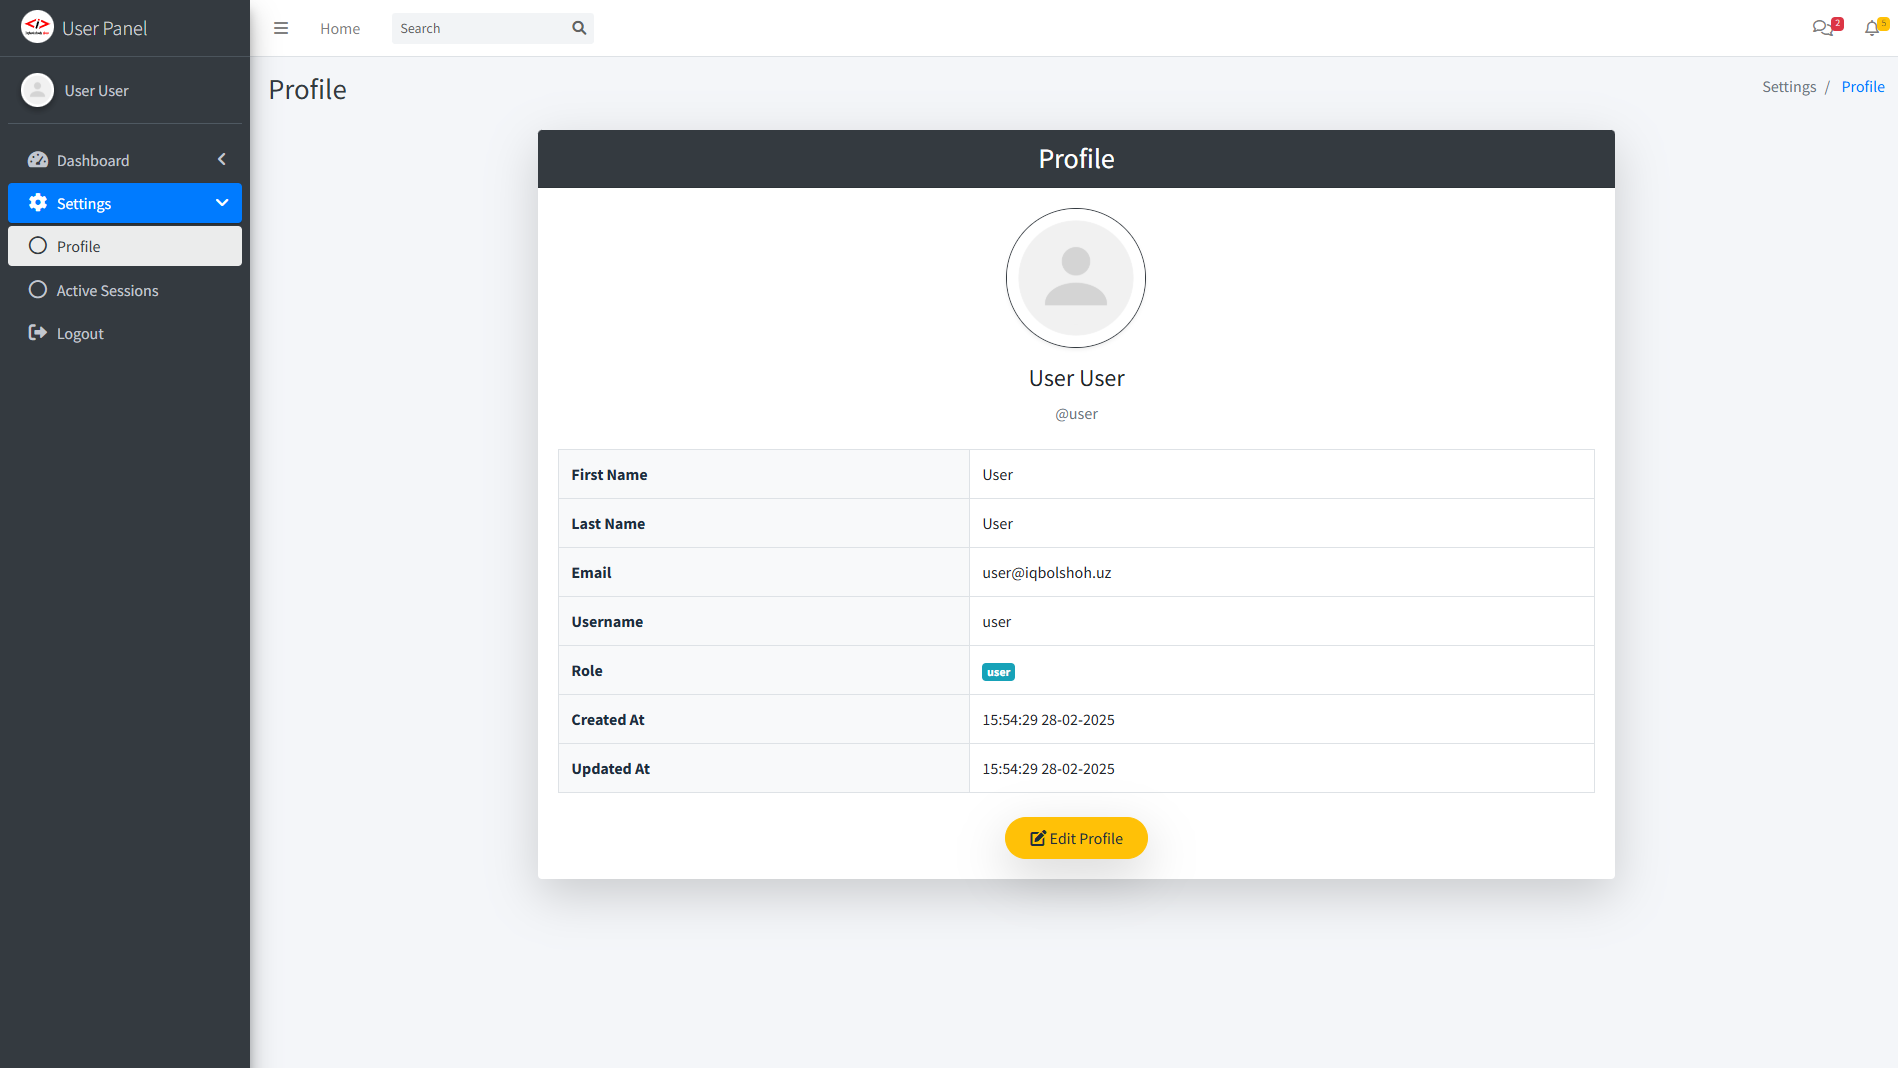 User Panel
Home
Search
2
5
User User
Profile
Settings / Profile
Dashboard
Settings
Profile
Active Sessions
Logout
Profile
User User
@user
First Name User
Last Name User
Email user@iqbolshoh.uz
Username user
Role user
Created At 15:54:29 28-02-2025
Updated At 15:54:29 28-02-2025
Edit Profile